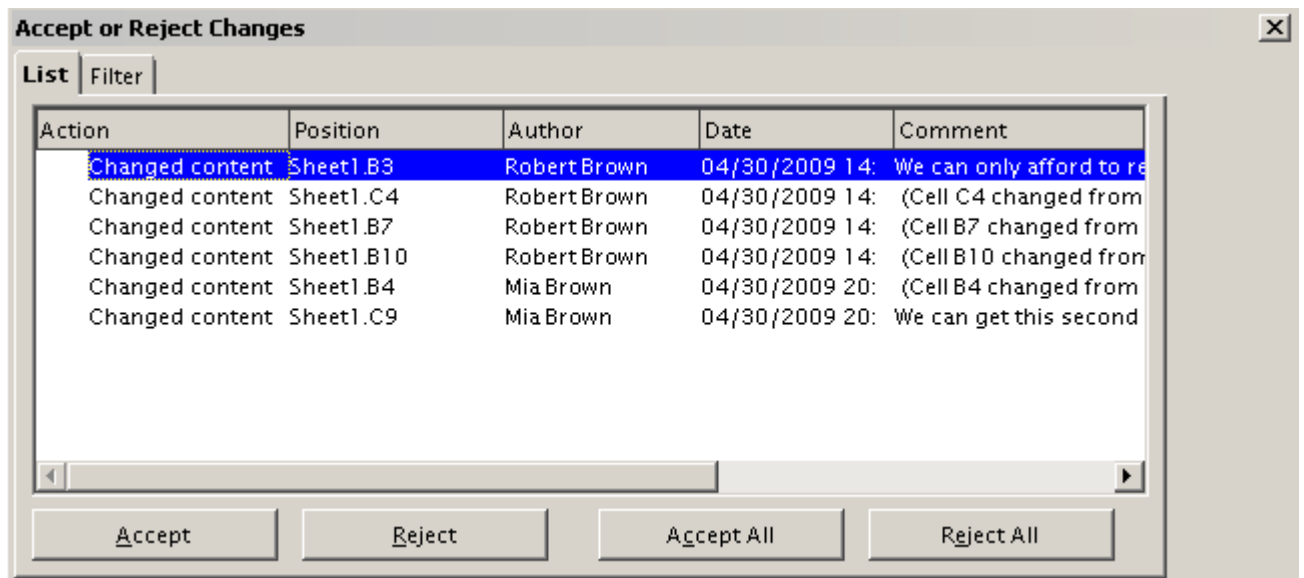 Accept or Reject Changes
List Filter
Action Position Author Date Comment
Changed content Sheet1.B3 Robert Brown 04/30/2009 14: We can only afford to re
Changed content Sheet1.C4 Robert Brown 04/30/2009 14: (Cell C4 changed from
Changed content Sheet1.B7 Robert Brown 04/30/2009 14: (Cell B7 changed from
Changed content Sheet1.B10 Robert Brown 04/30/2009 14: (Cell B10 changed from
Changed content Sheet1.B4 Mia Brown 04/30/2009 20: (Cell B4 changed from
Changed content Sheet1.C9 Mia Brown 04/30/2009 20: We can get this second
Accept Reject Accept All Reject All